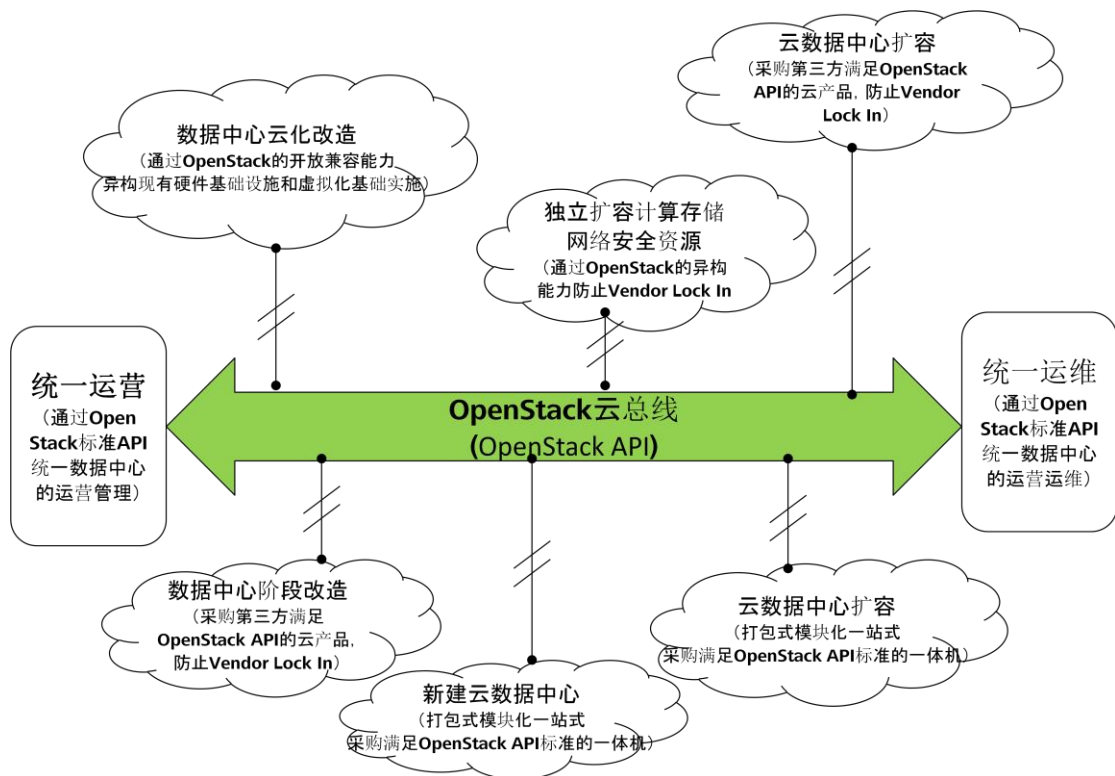 云数据中心扩容
(采购第三方满足OpenStack
API的云产品, 防止Vendor
Lock In)
数据中心云化改造
(通过OpenStack的开放兼容能力
异构现有硬件基础设施和虚拟化基础实施)
独立扩容计算存储
网络安全资源
(通过OpenStack的异构
能力防止Vendor Lock In
统一运营
(通过Open
Stack标准API
统一数据中心
的运营管理)
OpenStack云总线
(OpenStack API)
统一运维
(通过Open
Stack标准API
统一数据中心
的运营运维)
数据中心阶段改造
(采购第三方满足
OpenStack API的云产品,
防止Vendor Lock In)
新建云数据中心
(打包式模块化一站式
采购满足OpenStack API标准的一体机)
云数据中心扩容
(打包式模块化一站式
采购满足OpenStack API标准的一体机)